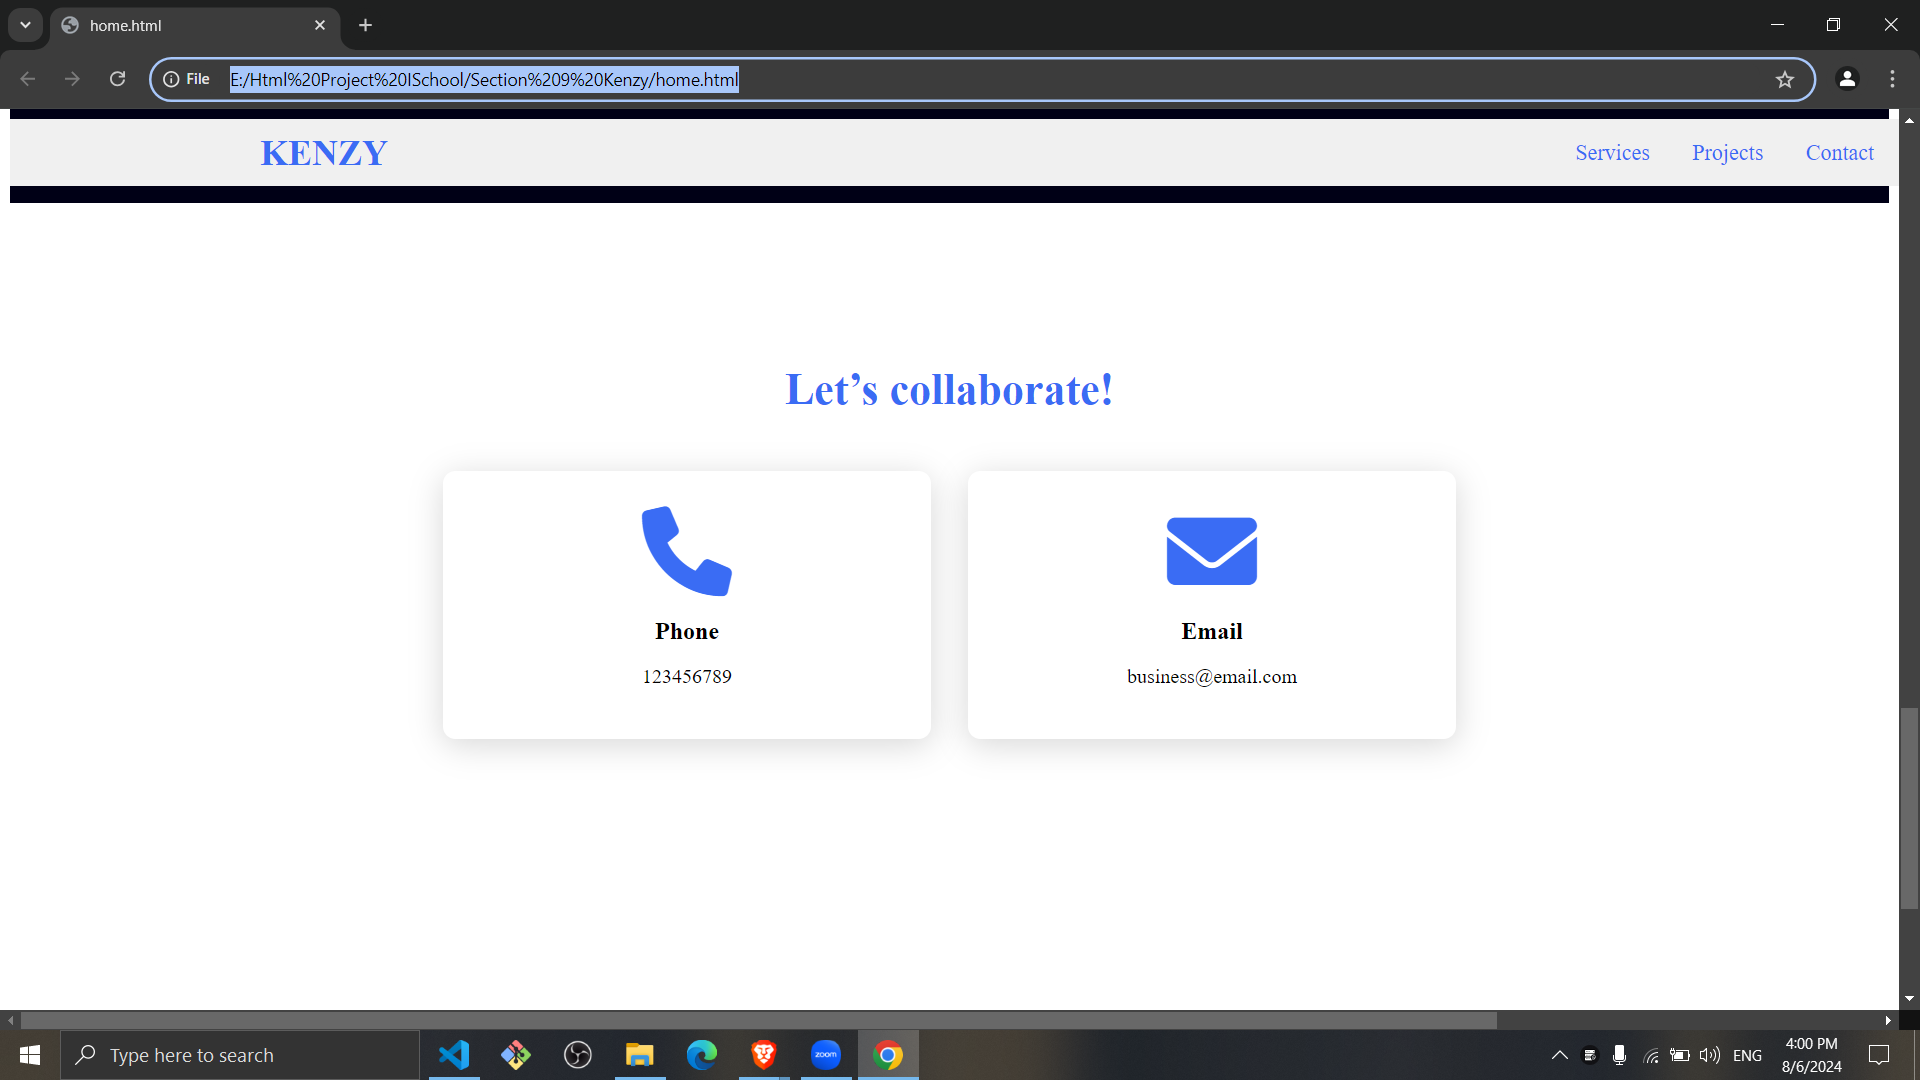 home.html
File
E:/Html%20Project%20ISchool/Section%209%20Kenzy/home.html
KENZY
Services
Projects
Contact
Let’s collaborate!
Phone
123456789
Email
business@email.com
Type here to search
zoom
ENG
4:00 PM
8/6/2024